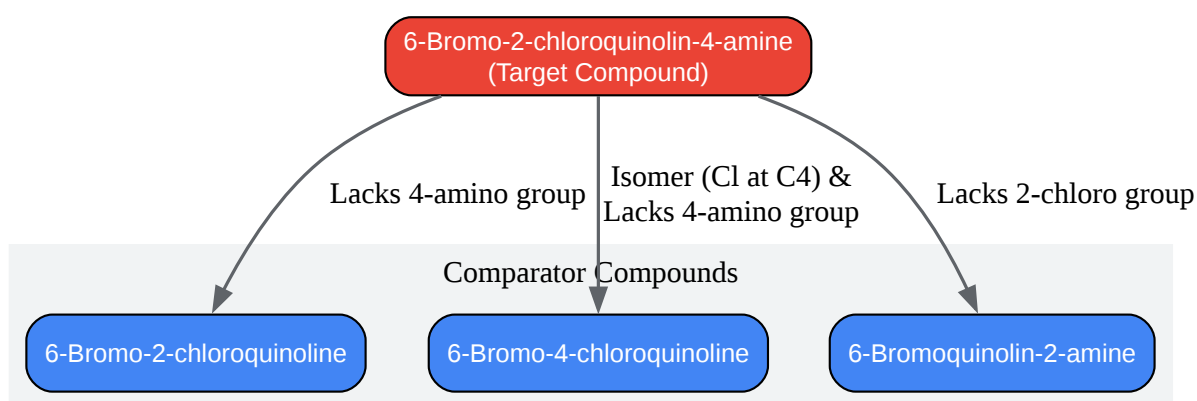 6-Bromo-2-chloroquinolin-4-amine
(Target Compound)
Lacks 4-amino group
Isomer (Cl at C4) &
Lacks 4-amino group
Lacks 2-chloro group
Comparator Compounds
6-Bromo-2-chloroquinoline
6-Bromo-4-chloroquinoline
6-Bromoquinolin-2-amine